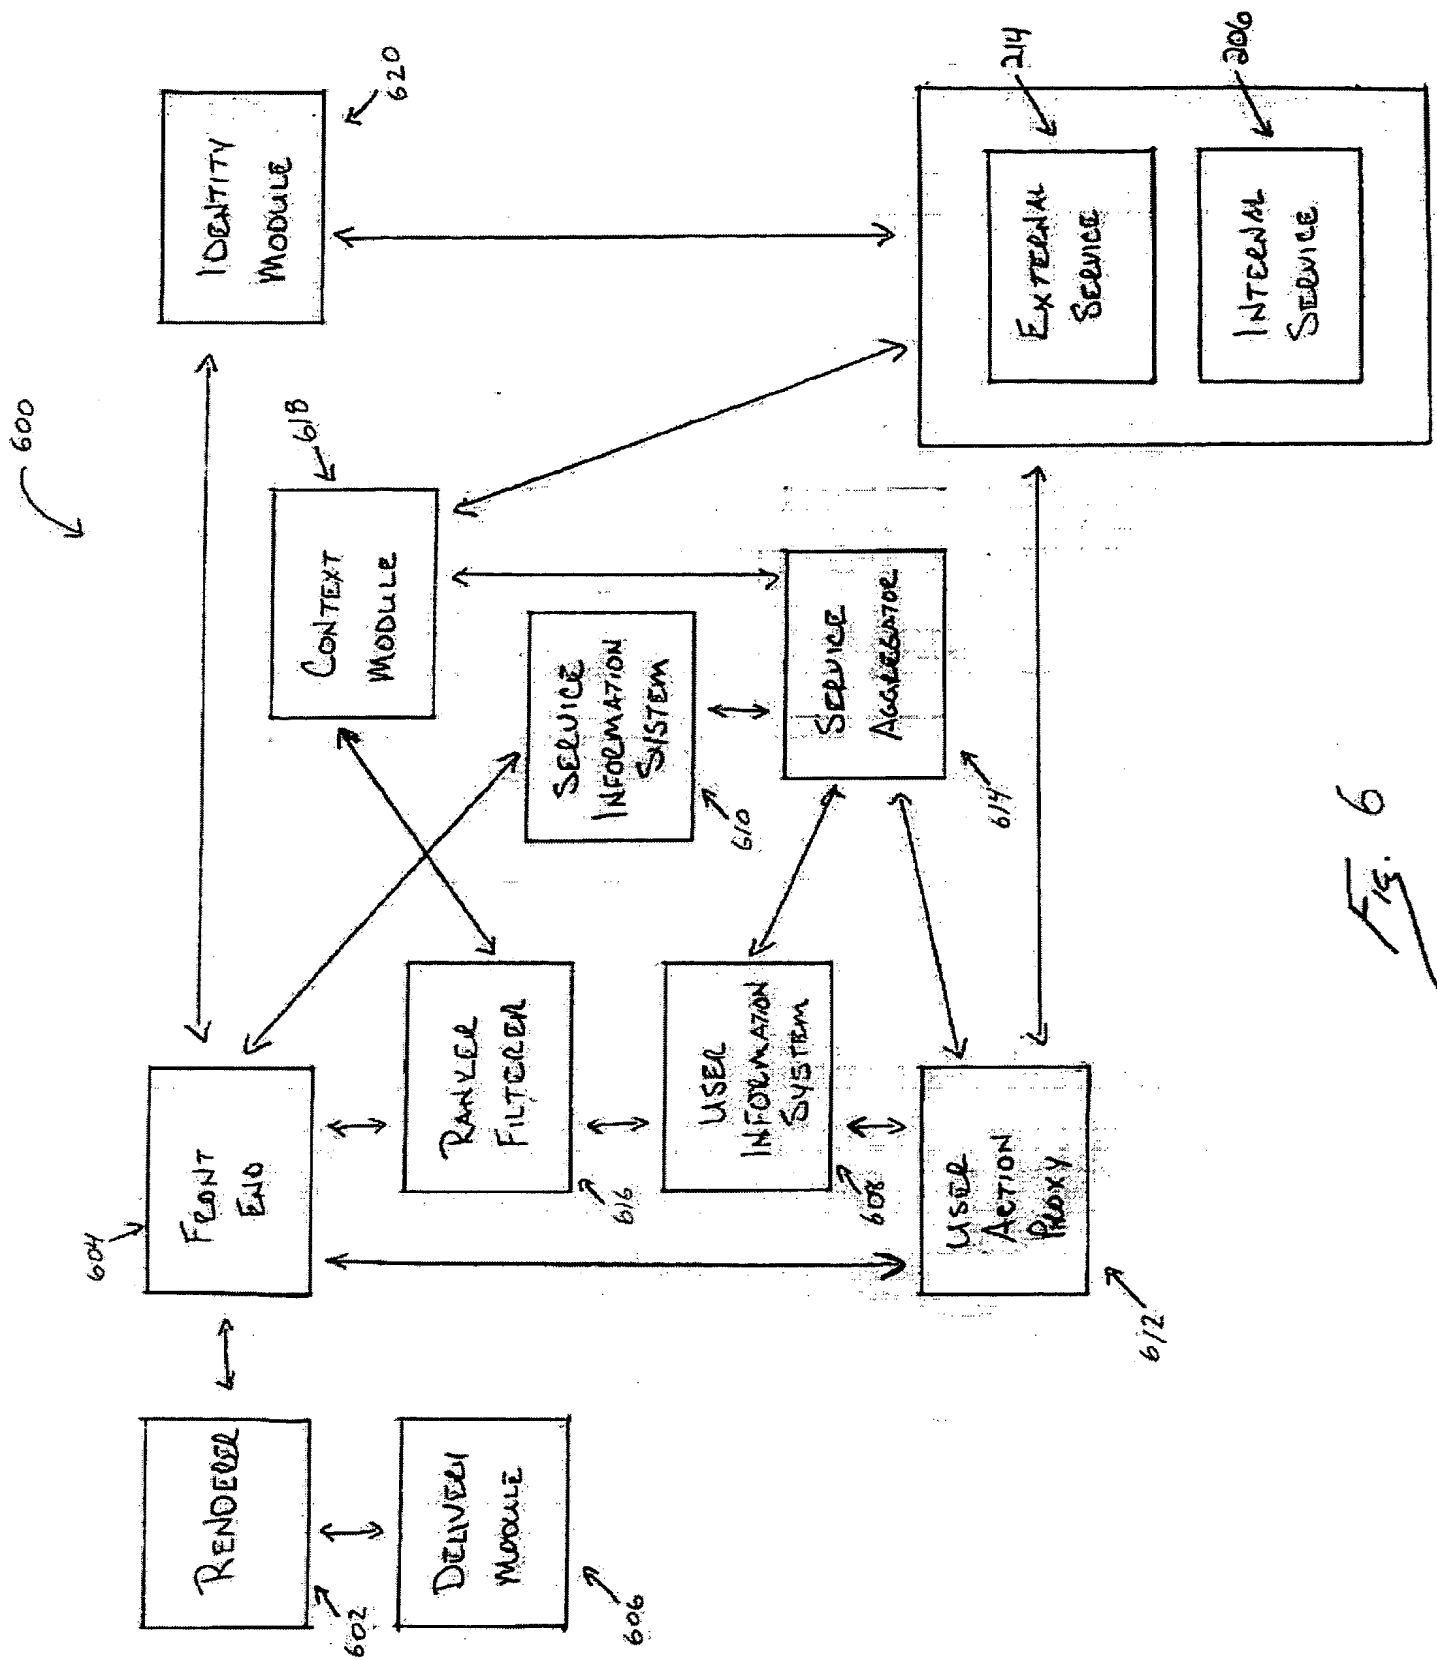 600
602
RENDERER
606
DELIVERY
MODULE
604
FRONT
END
616
RANKER
FILTERER
608
USER
INFORMATION
SYSTEM
612
USER
ACTION
PROXY
610
SERVICE
INFORMATION
SYSTEM
614
SERVICE
AGGREGATOR
618
CONTEXT
MODULE
620
IDENTITY
MODULE
214
EXTERNAL
SERVICE
206
INTERNAL
SERVICE
FIG. 6